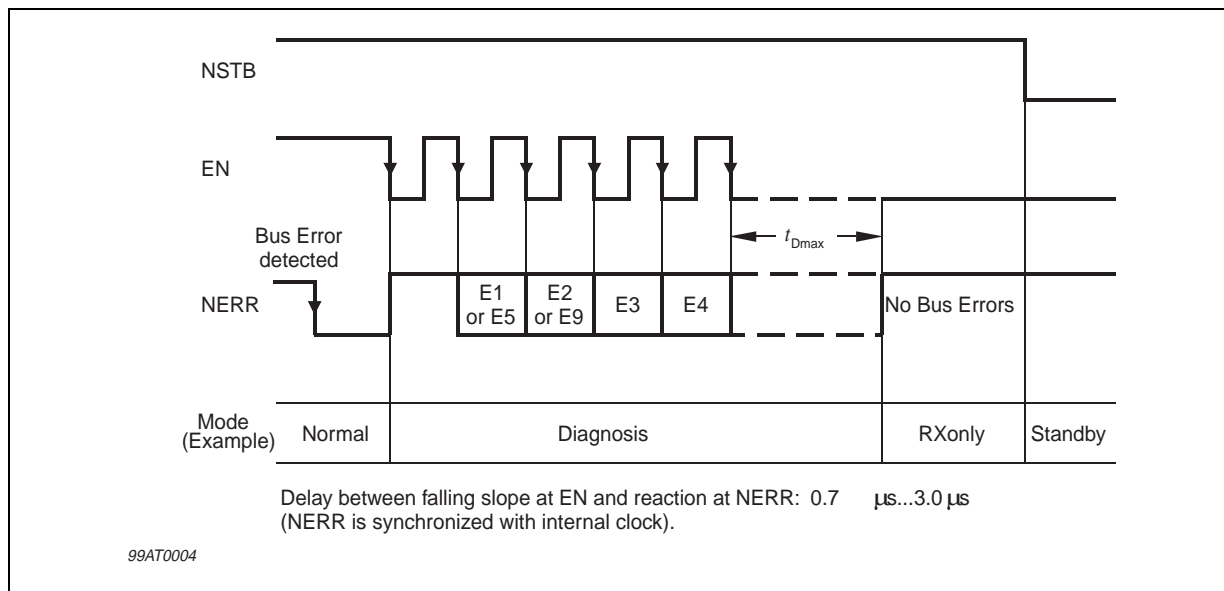 NSTB
EN
Bus Error
detected
t Dmax
NERR
E1
or E5
E2
or E9
E3
E4
No Bus Errors
Mode
(Example)
Normal
Diagnosis
RXonly
Standby
Delay between falling slope at EN and reaction at NERR: 0.7 µs...3.0 µs
(NERR is synchronized with internal clock).
99AT0004